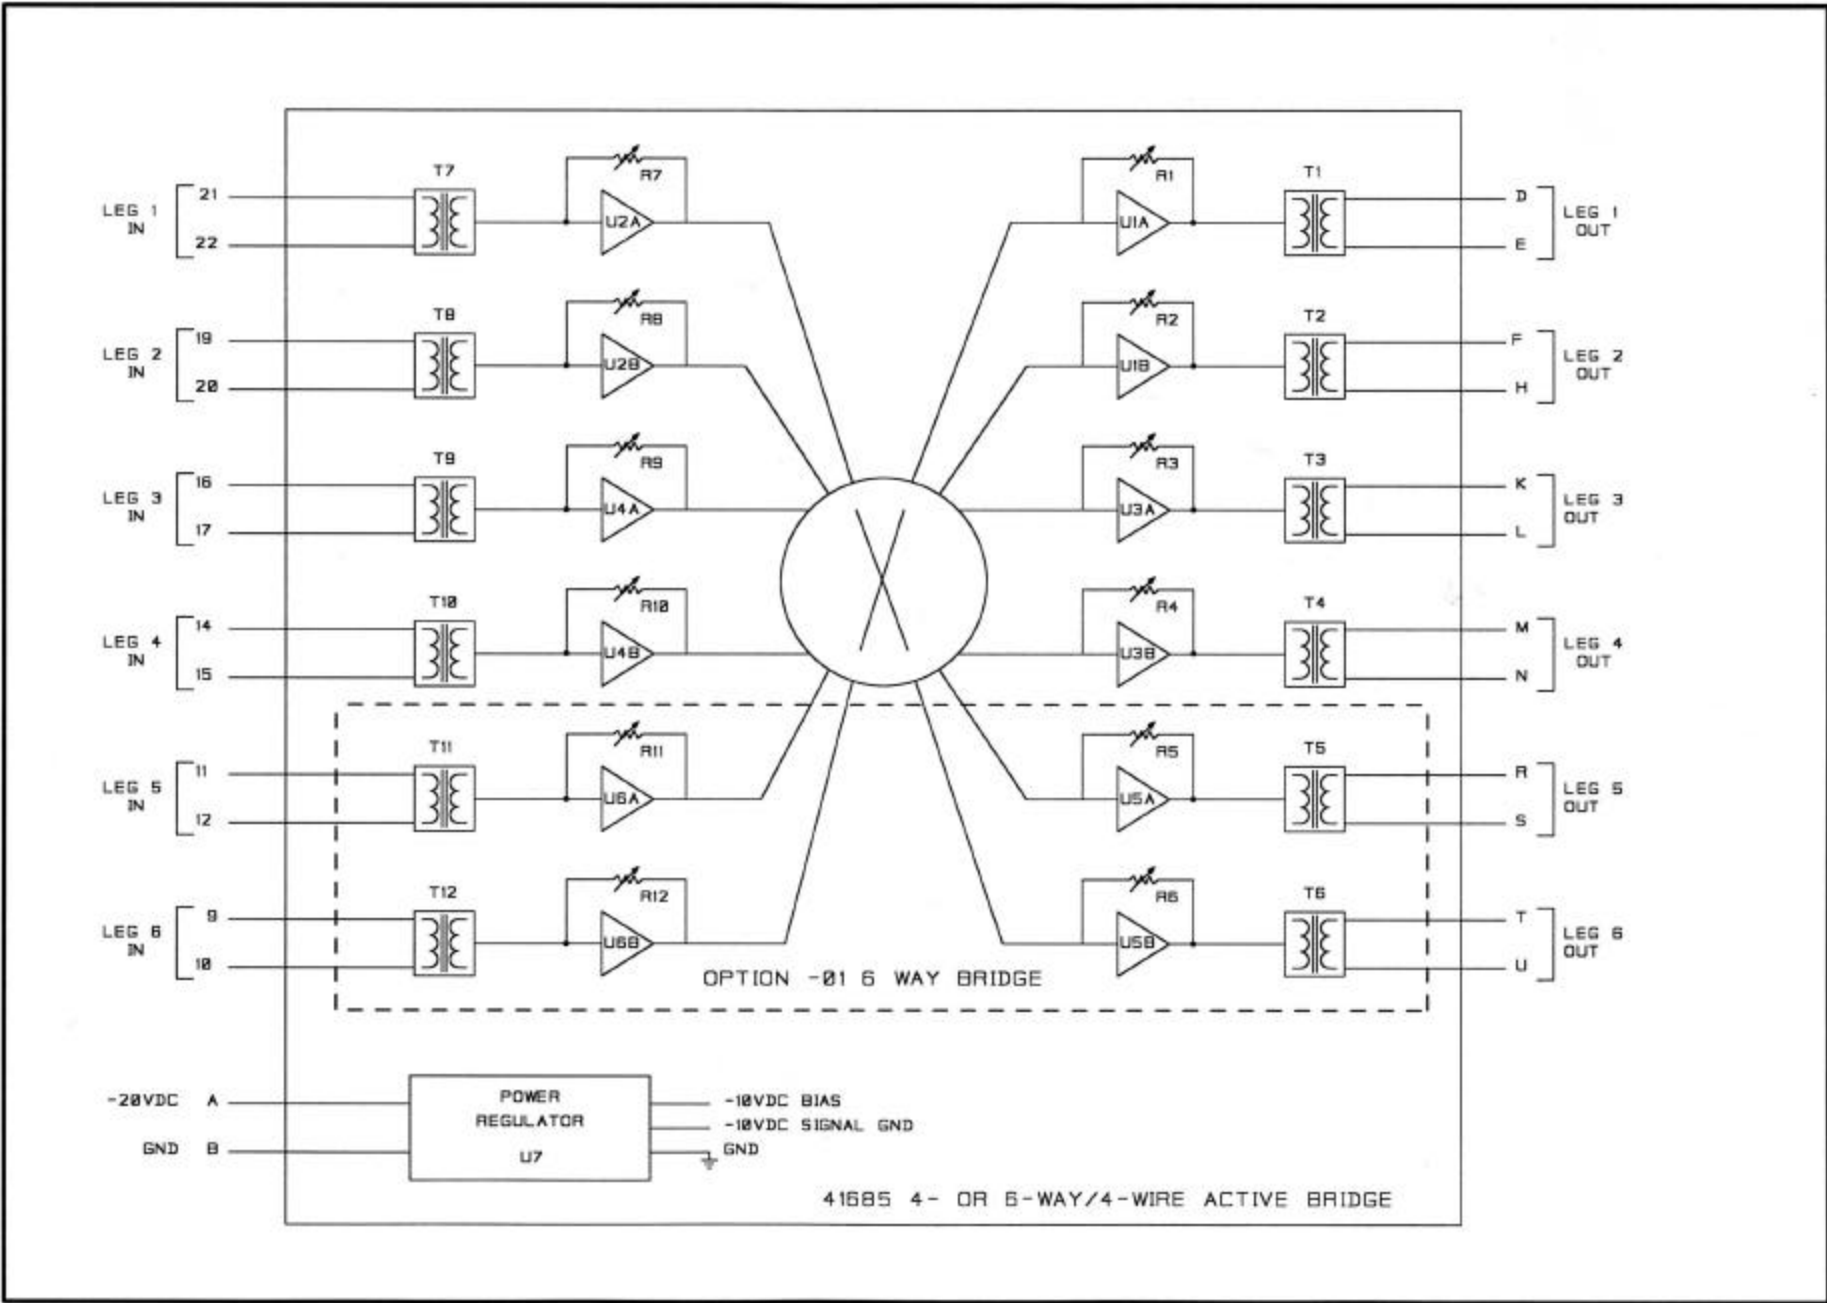 T7
R7
R1
T1
21
D
LEG 1
IN
U2A
U1A
LEG 1
OUT
22
E
T8
R8
R2
T2
19
F
LEG 2
IN
U2B
U1B
LEG 2
OUT
20
H
T9
R9
R3
T3
16
K
LEG 3
IN
U4A
U3A
LEG 3
OUT
17
L
T10
R10
R4
T4
14
M
LEG 4
IN
U4B
U3B
LEG 4
OUT
15
N
T11
R11
R5
T5
11
R
LEG 5
IN
U6A
U5A
LEG 5
OUT
12
S
T12
R12
R6
T6
9
T
LEG 6
IN
U6B
U5B
LEG 6
OUT
10
U
OPTION -01 6 WAY BRIDGE
-20VDC A
GND B
POWER
REGULATOR
U7
-10VDC BIAS
-10VDC SIGNAL GND
GND
41685 4- OR 6-WAY/4-WIRE ACTIVE BRIDGE